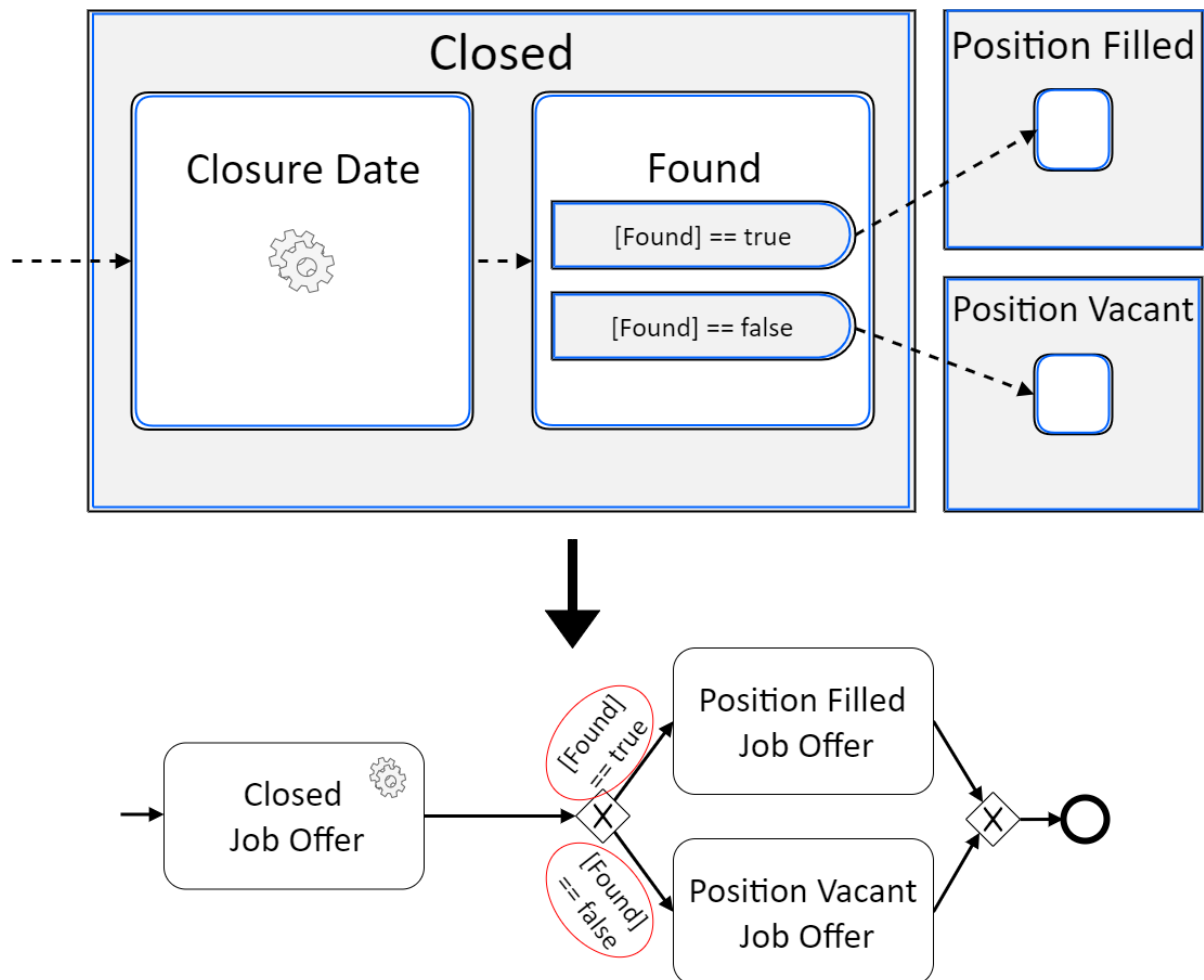 Closed
Position Filled
Closure Date
Found
[Found] == true
[Found] == false
Position Vacant
[Found]
== true
Position Filled
Job Offer
Closed
Job Offer
X
X
[Found]
== false
Position Vacant
Job Offer